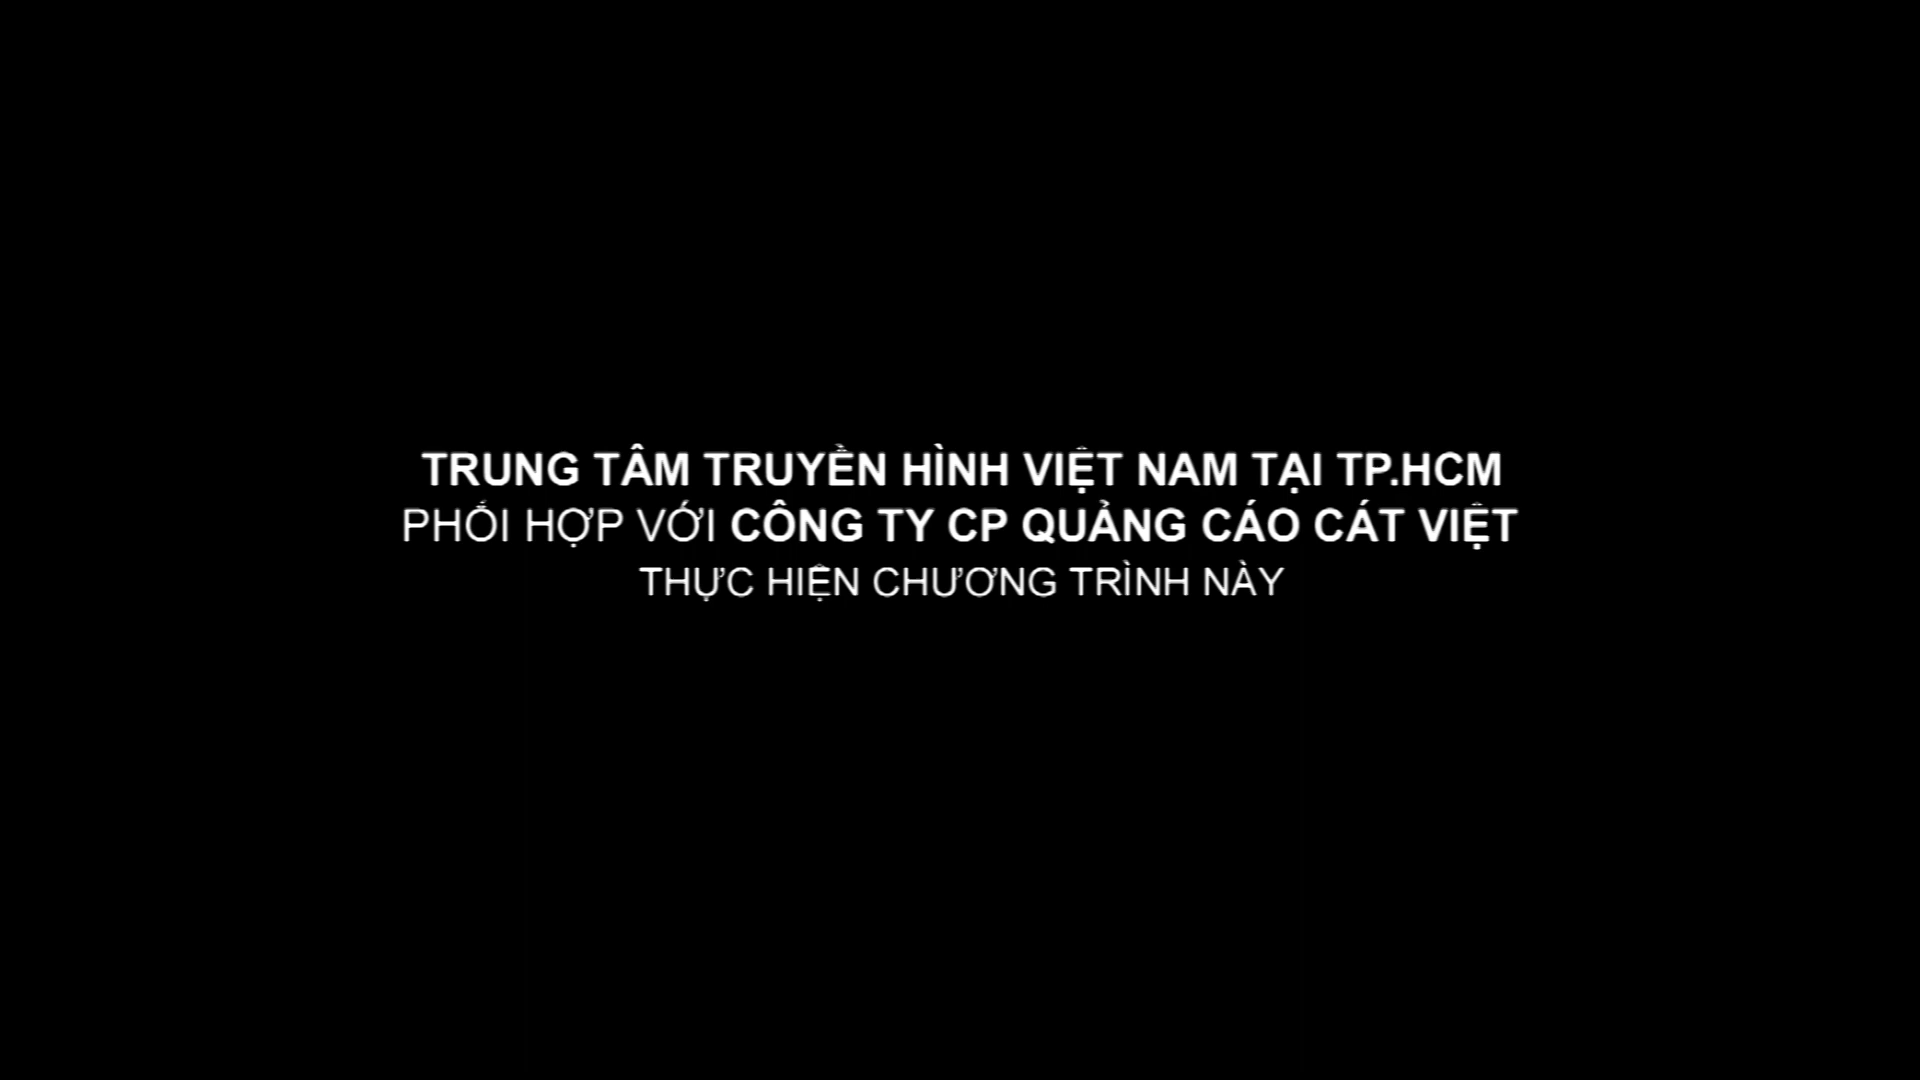 TRUNG TÂM TRUYỀN HÌNH VIỆT NAM TẠI TP.HCM
PHỐI HỢP VỚI CÔNG TY CP QUẢNG CÁO CÁT VIỆT
THỰC HIỆN CHƯƠNG TRÌNH NÀY